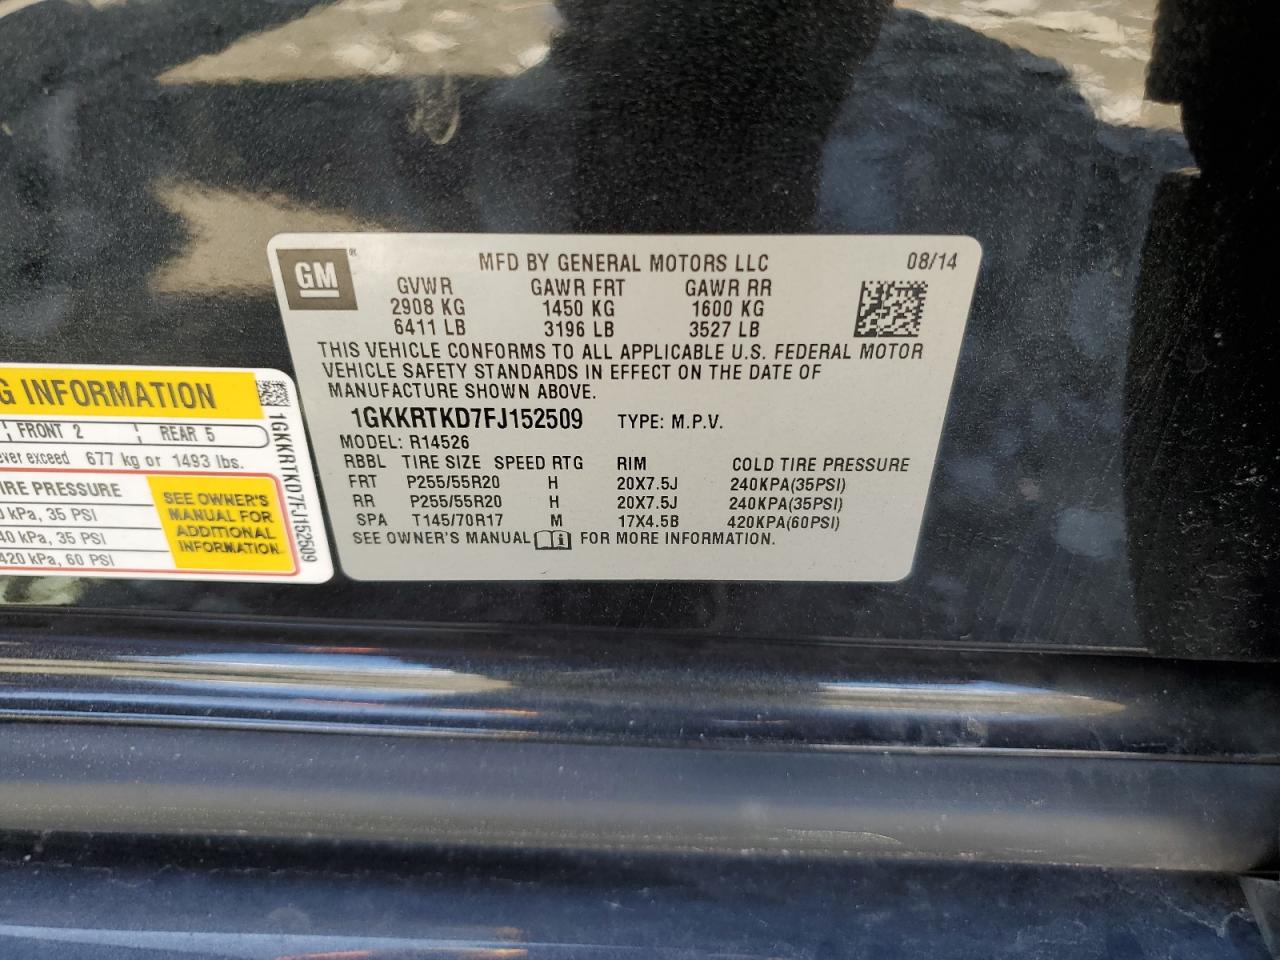 GM
®
MFD BY GENERAL MOTORS LLC
08/14
GVWR GAWR FRT GAWR RR
2908 KG 1450 KG 1600 KG
6411 LB 3196 LB 3527 LB
THIS VEHICLE CONFORMS TO ALL APPLICABLE U.S. FEDERAL MOTOR
VEHICLE SAFETY STANDARDS IN EFFECT ON THE DATE OF
MANUFACTURE SHOWN ABOVE.
1GKKRTKD7FJ152509 TYPE: M.P.V.
MODEL: R14526
RBBL TIRE SIZE SPEED RTG RIM COLD TIRE PRESSURE
FRT P255/55R20 H 20X7.5J 240KPA(35PSI)
RR P255/55R20 H 20X7.5J 240KPA(35PSI)
SPA T145/70R17 M 17X4.5B 420KPA(60PSI)
SEE OWNER'S MANUAL FOR MORE INFORMATION.
G INFORMATION
FRONT 2 ; REAR 5
ever exceed 677 kg or 1493 lbs.
IRE PRESSURE
0 kPa, 35 PSI
40 kPa, 35 PSI
420 kPa, 60 PSI
SEE OWNER'S
MANUAL FOR
ADDITIONAL
INFORMATION
1GKKRTKD7FJ152509